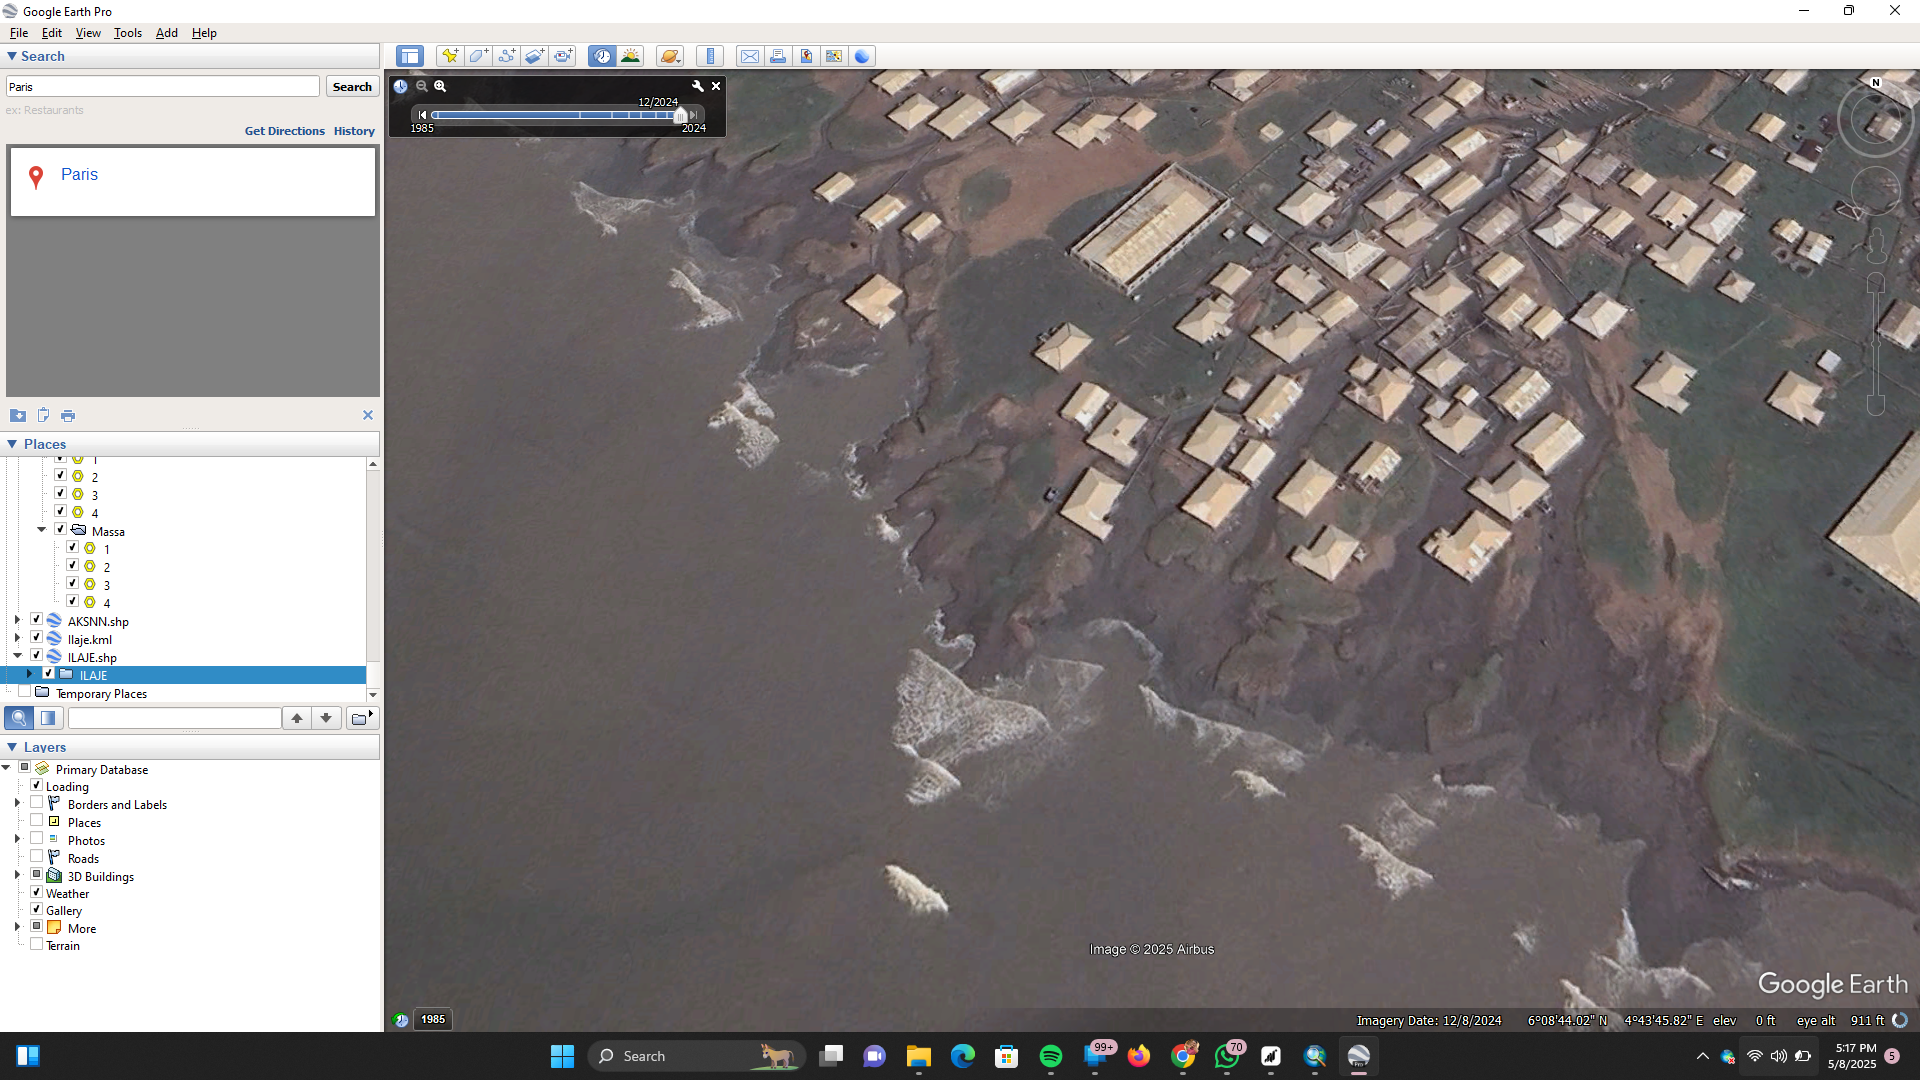 Google Earth Pro
File Edit View Tools Add Help
Search
Paris
Search
ex: Restaurants
Get Directions History
Paris
12/2024
1985
2024
N
Places
1
2
3
4
Massa
1
2
3
4
AKSNN.shp
Ilaje.kml
ILAJE.shp
ILAJE
Temporary Places
Layers
Primary Database
Loading
Borders and Labels
Places
Photos
Roads
3D Buildings
Weather
Gallery
More
Terrain
Image © 2025 Airbus
Google Earth
1985
Imagery Date: 12/8/2024 6°08'44.02" N 4°43'45.82" E elev 0 ft eye alt 911 ft
Search
99+
70
5:17 PM
5/8/2025
5